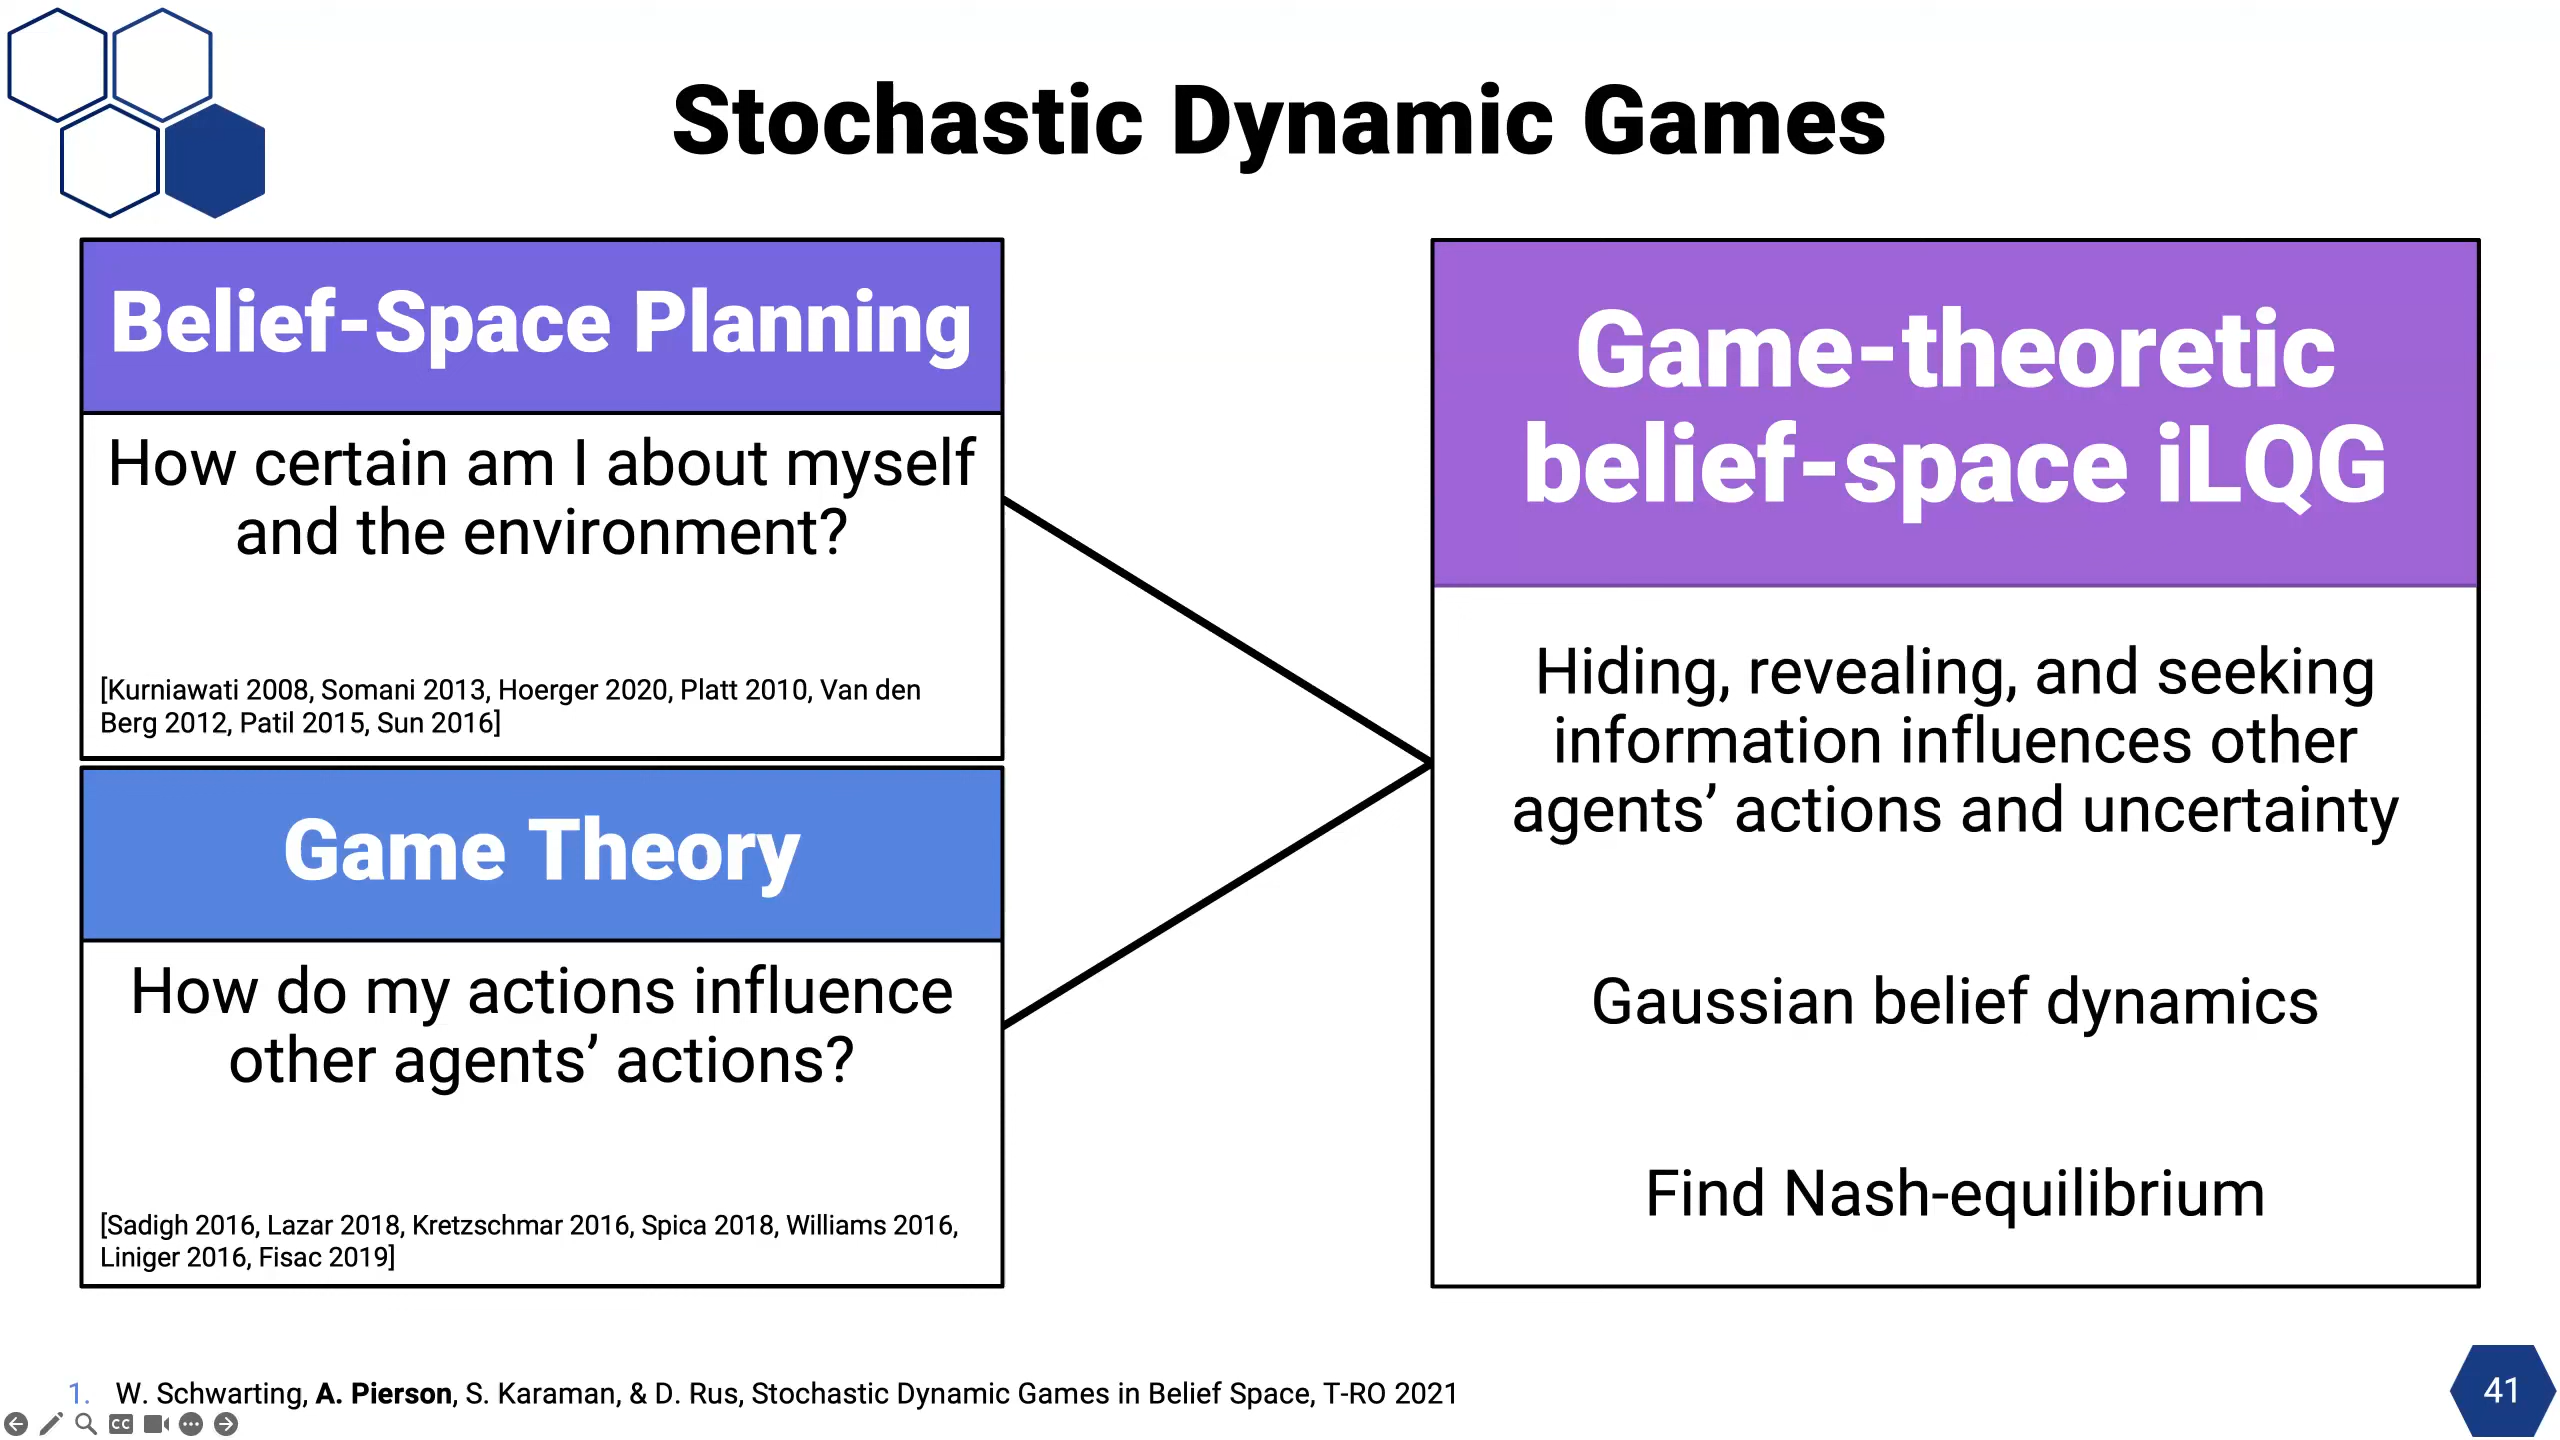 Stochastic Dynamic Games
Belief-Space Planning
How certain am I about myself
and the environment?
[Kurniawati 2008, Somani 2013, Hoerger 2020, Platt 2010, Van den
Berg 2012, Patil 2015, Sun 2016]
Game Theory
How do my actions influence
other agents’ actions?
[Sadigh 2016, Lazar 2018, Kretzschmar 2016, Spica 2018, Williams 2016,
Liniger 2016, Fisac 2019]
Game-theoretic
belief-space iLQG
Hiding, revealing, and seeking
information influences other
agents’ actions and uncertainty
Gaussian belief dynamics
Find Nash-equilibrium
1. W. Schwarting, A. Pierson, S. Karaman, & D. Rus, Stochastic Dynamic Games in Belief Space, T-RO 2021
CC
41